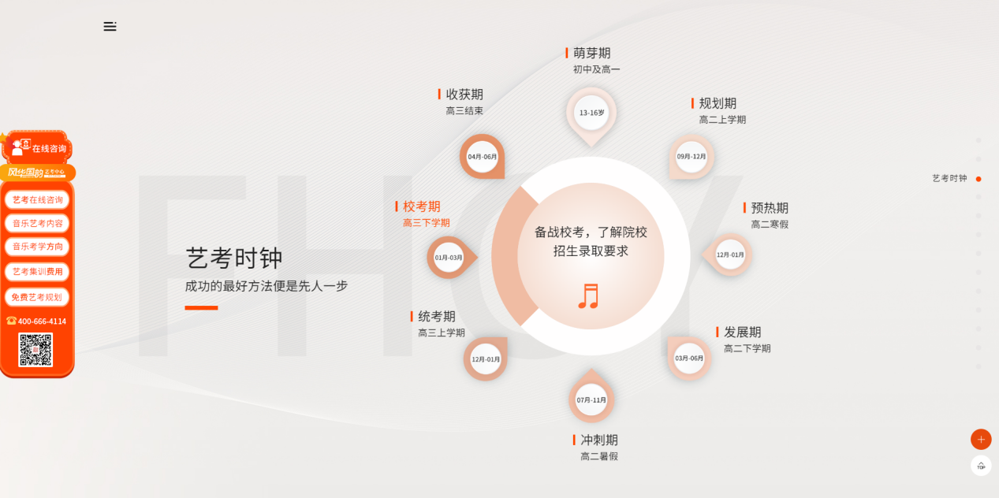 在线咨询
风华国韵 艺考中心
艺考在线咨询
音乐艺考内容
音乐考学方向
艺考集训费用
免费艺考规划
400-666-4114
FHGY
艺考时钟
成功的最好方法便是先人一步
萌芽期
初中及高一
13-16岁
规划期
高二上学期
09月-12月
预热期
高二寒假
12月-01月
发展期
高二下学期
03月-06月
冲刺期
高二暑假
07月-11月
统考期
高三上学期
12月-01月
校考期
高三下学期
01月-03月
收获期
高三结束
04月-06月
备战校考，了解院校
招生录取要求
艺考时钟
TOP